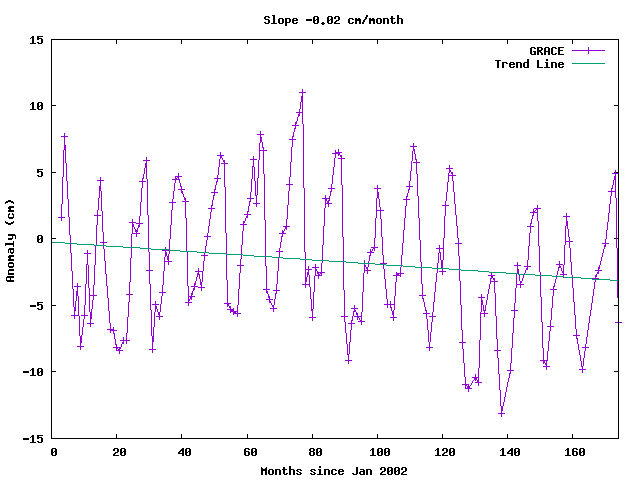 Slope -0.02 cm/month
GRACE
Trend Line
15
10
5
0
-5
-10
-15
Anomaly (cm)
0 20 40 60 80 100 120 140 160
Months since Jan 2002